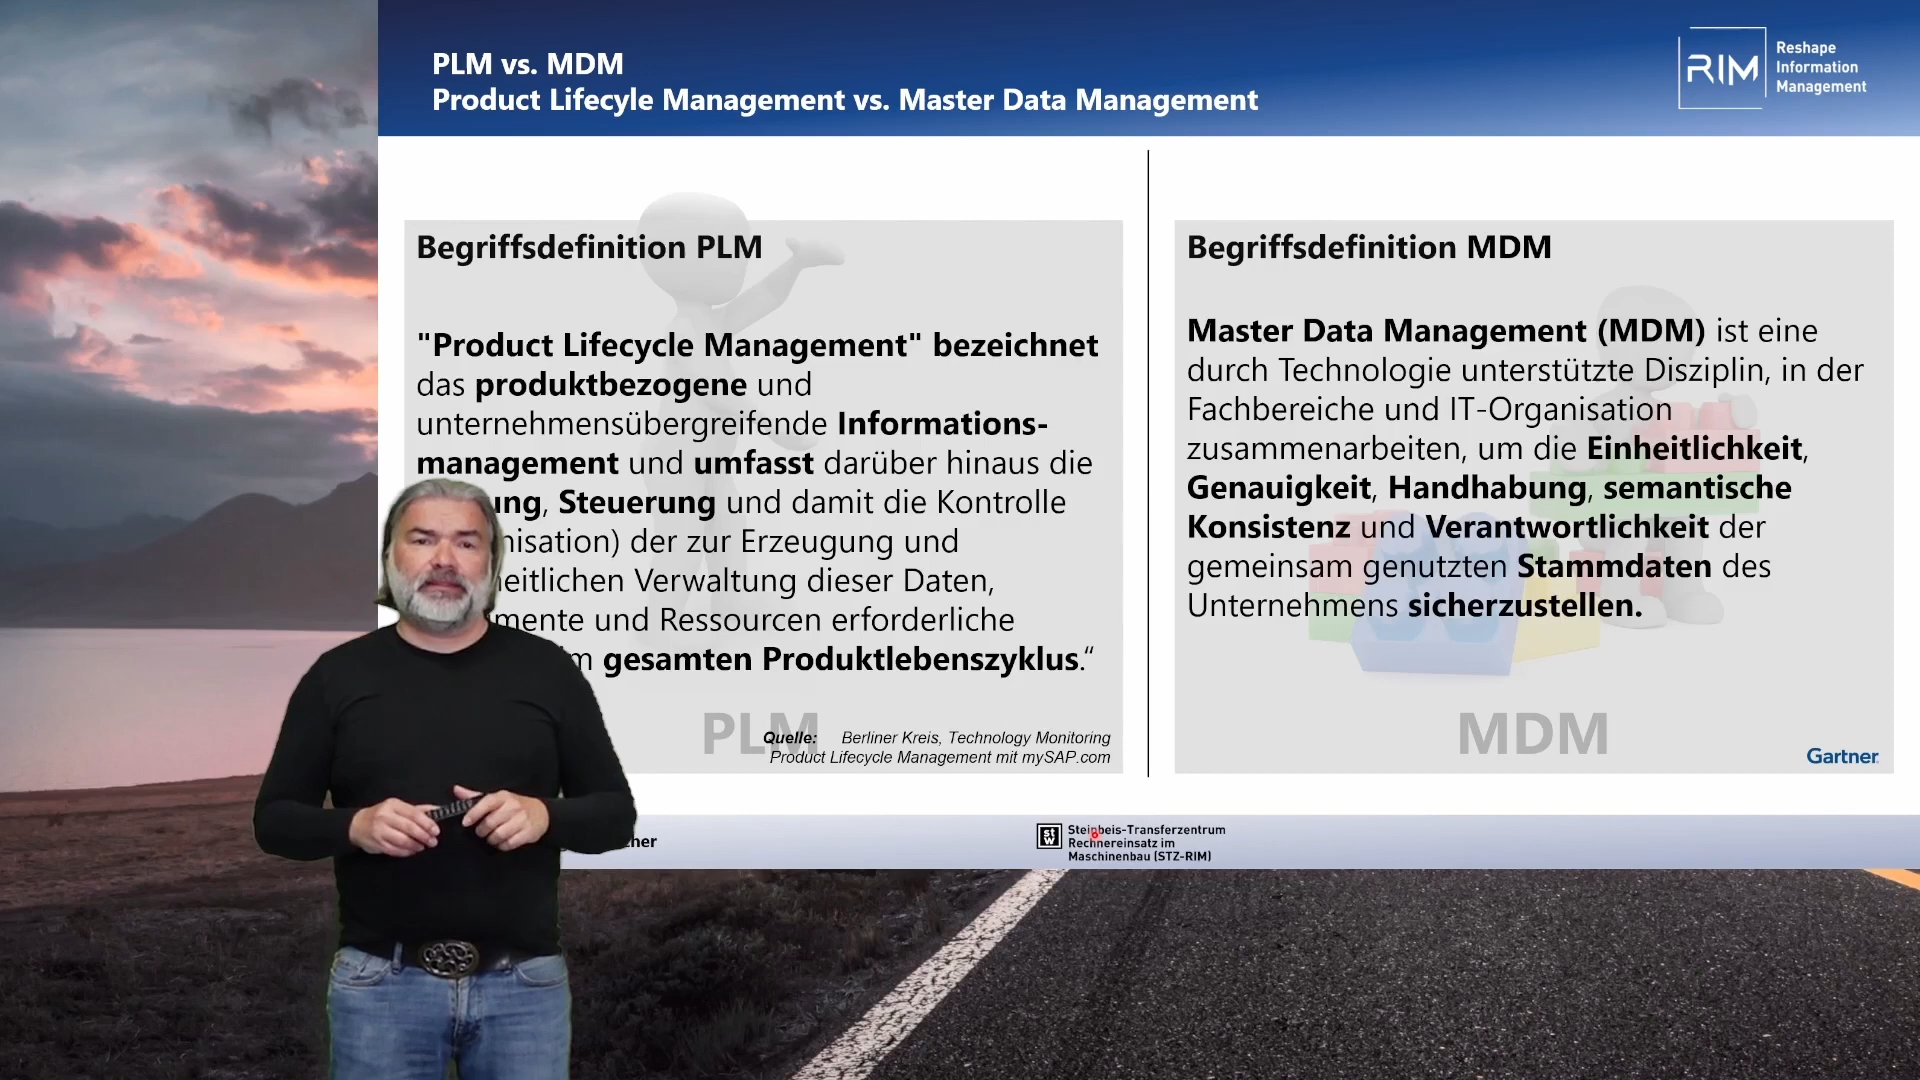 PLM vs. MDM
Product Lifecyle Management vs. Master Data Management
RIM
Reshape
Information
Management
Begriffsdefinition PLM
"Product Lifecycle Management" bezeichnet
das produktbezogene und
unternehmensübergreifende Informations-
management und umfasst darüber hinaus die
Steuerung und damit die Kontrolle
der zur Erzeugung und
Verwaltung dieser Daten,
und Ressourcen erforderliche
gesamten Produktlebenszyklus.“
PLM
Quelle: Berliner Kreis, Technology Monitoring
Product Lifecycle Management mit mySAP.com
Begriffsdefinition MDM
Master Data Management (MDM) ist eine
durch Technologie unterstützte Disziplin, in der
Fachbereiche und IT-Organisation
zusammenarbeiten, um die Einheitlichkeit,
Genauigkeit, Handhabung, semantische
Konsistenz und Verantwortlichkeit der
gemeinsam genutzten Stammdaten des
Unternehmens sicherzustellen.
MDM
Gartner
stw
Steinbeis-Transferzentrum
Rechnereinsatz im
Maschinenbau (STZ-RIM)